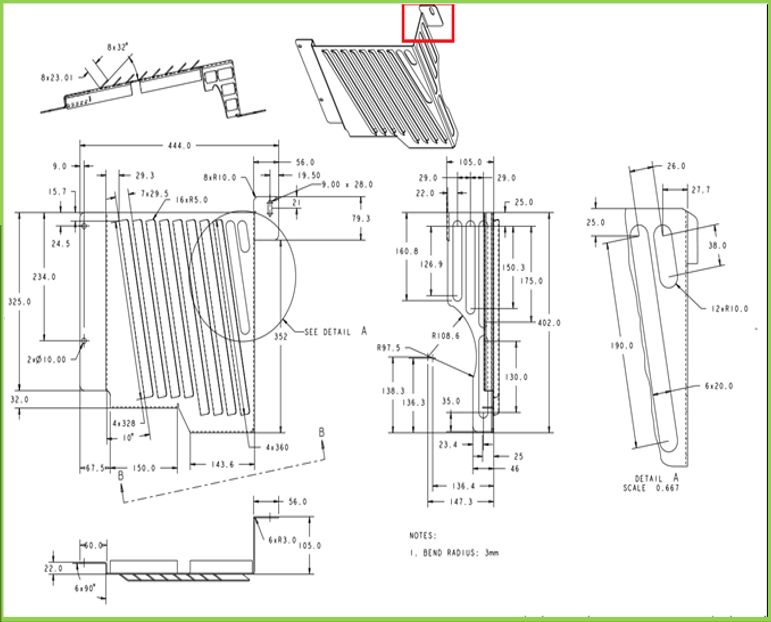 8x32°
8x23.01
444.0
9.0
29.3
8xR10.0
56.0
19.50
9.00 x 28.0
15.7
7x29.5
16xR5.0
21
79.3
24.5
234.0
325.0
2xØ10.00
32.0
SEE DETAIL A
352
4x328
10°
4x360
67.5
150.0
143.6
B
B
105.0
29.0
29.0
22.0
25.0
160.8
126.9
150.3
175.0
402.0
R108.6
R97.5
138.3
136.3
35.0
130.0
23.4
25
46
136.4
147.3
26.0
27.7
25.0
38.0
12xR10.0
190.0
6x20.0
DETAIL A
SCALE 0.667
56.0
60.0
6xR3.0
105.0
22.0
6x90°
NOTES:
1. BEND RADIUS: 3mm